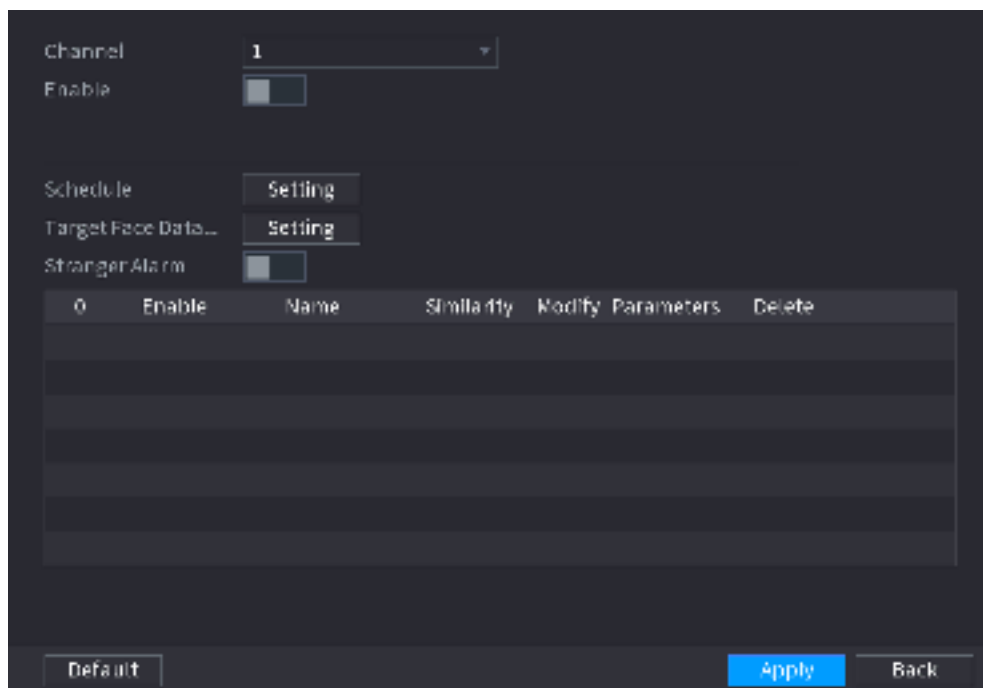 Channel 1
Enable
Schedule Setting
Target Face Data... Setting
Stranger Alarm
0 Enable Name Similarity Modify Parameters Delete
Default Apply Back